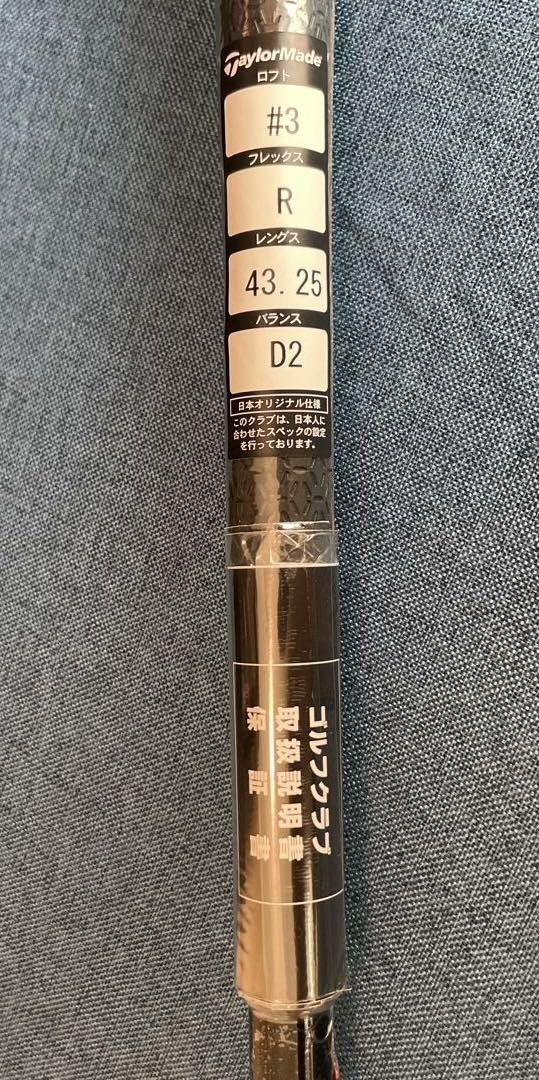 TaylorMade
ロフト
#3
フレックス
R
レングス
43.25
バランス
D2
日本オリジナル仕様
このクラブは、日本人に
合わせたスペックの設定
を行っております。
ゴルフクラブ
取扱説明書
保証書